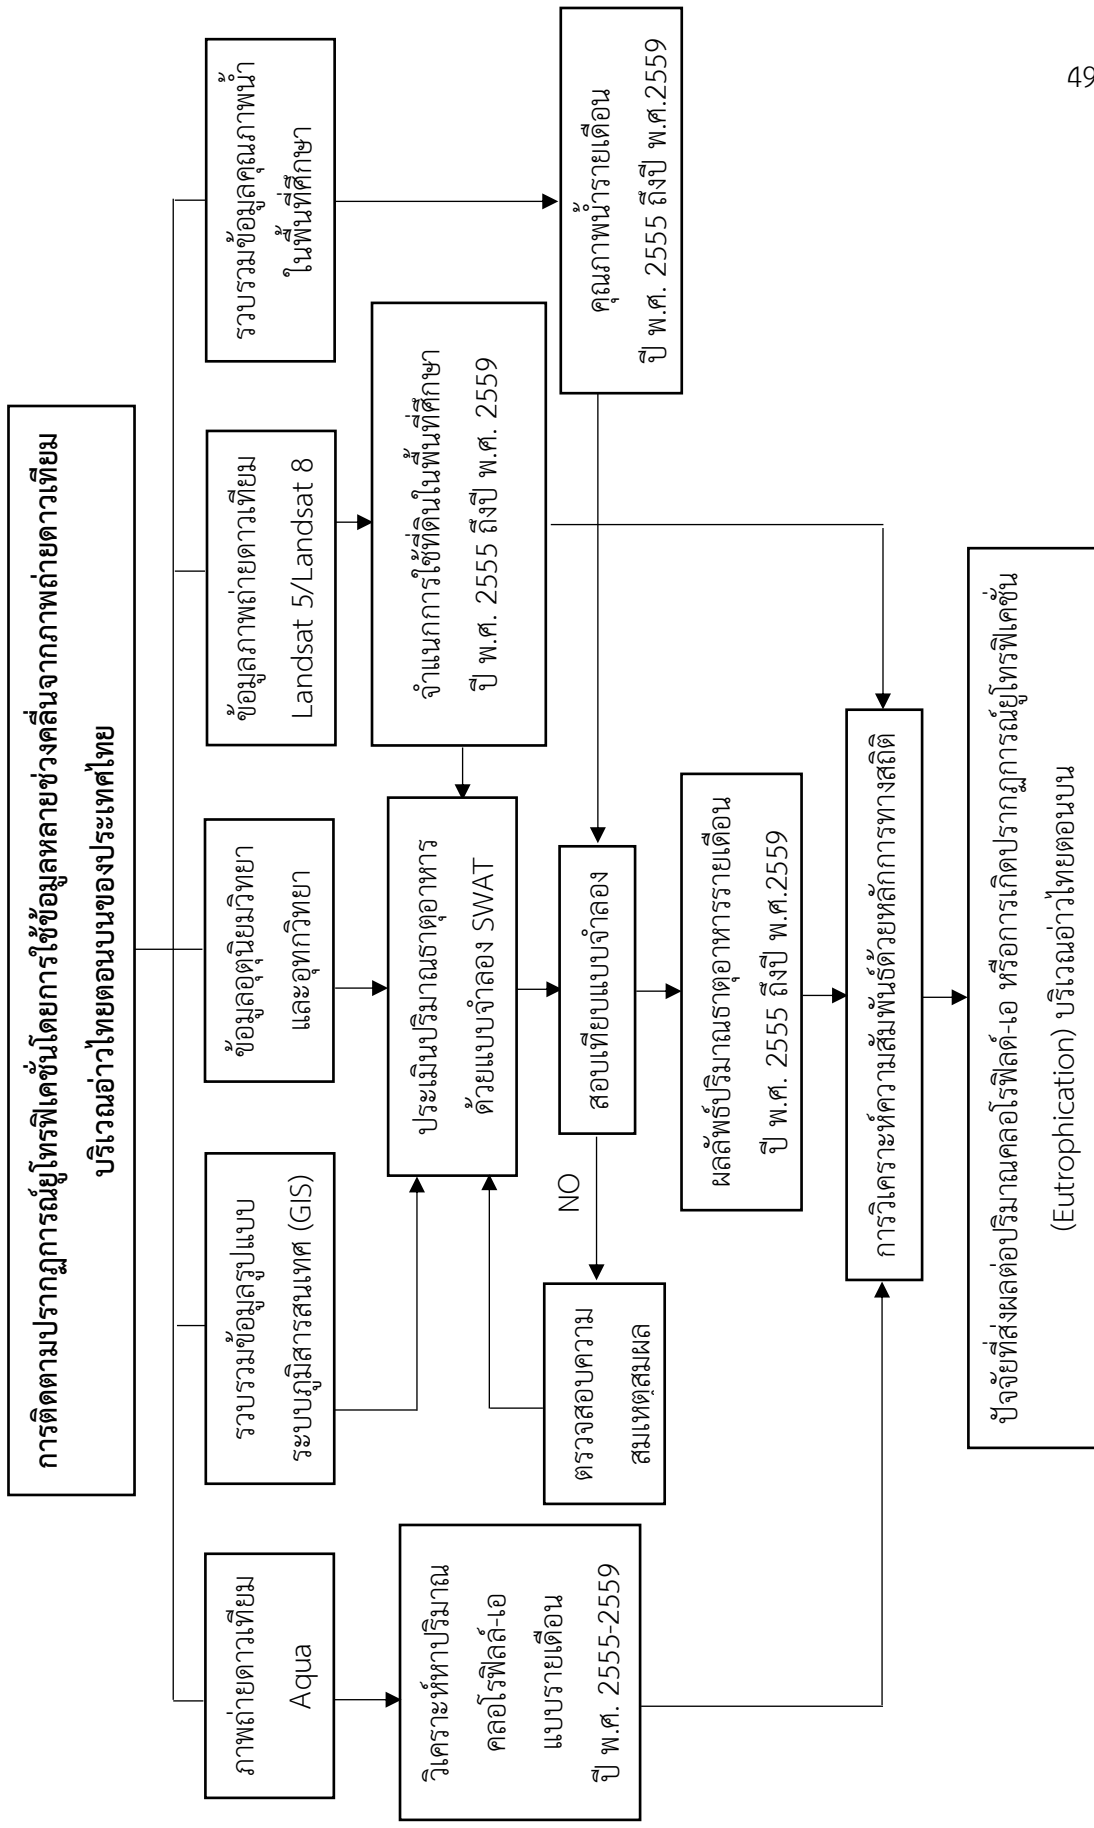 49
การติดตามปรากฏการณ์ยูโทรฟิเคชั่นโดยการใช้ข้อมูลหลายช่วงคลื่นจากภาพถ่ายดาวเทียม
บริเวณอ่าวไทยตอนบนของประเทศไทย
ภาพถ่ายดาวเทียม
Aqua
รวบรวมข้อมูลรูปแบบ
ระบบภูมิสารสนเทศ (GIS)
ข้อมูลอุตุนิยมวิทยา
และอุทกวิทยา
ข้อมูลภาพถ่ายดาวเทียม
Landsat 5/Landsat 8
รวบรวมข้อมูลคุณภาพน้ำ
ในพื้นที่ศึกษา
วิเคราะห์หาปริมาณ
คลอโรฟิลล์-เอ
แบบรายเดือน
ปี พ.ศ. 2555-2559
ประเมินปริมาณธาตุอาหาร
ด้วยแบบจำลอง SWAT
จำแนกการใช้ที่ดินในพื้นที่ศึกษา
ปี พ.ศ. 2555 ถึงปี พ.ศ. 2559
ตรวจสอบความ
สมเหตุสมผล
NO
สอบเทียบแบบจำลอง
คุณภาพน้ำรายเดือน
ปี พ.ศ. 2555 ถึงปี พ.ศ.2559
ผลลัพธ์ปริมาณธาตุอาหารรายเดือน
ปี พ.ศ. 2555 ถึงปี พ.ศ.2559
การวิเคราะห์ความสัมพันธ์ด้วยหลักการทางสถิติ
ปัจจัยที่ส่งผลต่อปริมาณคลอโรฟิลด์-เอ หรือการเกิดปรากฏการณ์ยูโทรฟิเคชั่น
(Eutrophication) บริเวณอ่าวไทยตอนบน